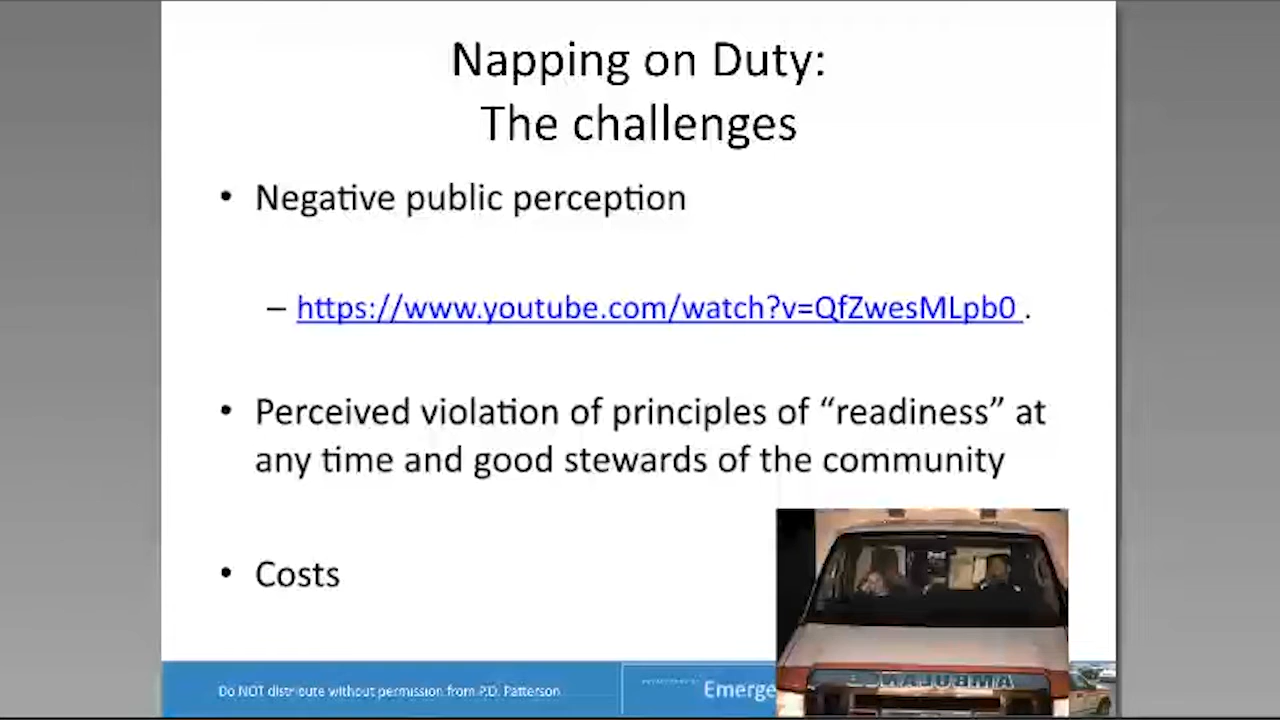 Napping on Duty:
The challenges
• Negative public perception
– https://www.youtube.com/watch?v=QfZwesMLpb0 .
• Perceived violation of principles of “readiness” at
any time and good stewards of the community
• Costs
Do NOT distribute without permission from P.D. Patterson
Emerge
AMBULANCE